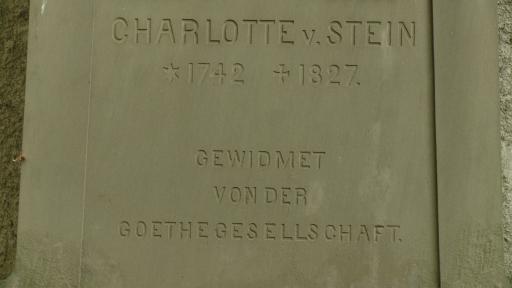 CHARLOTTE v. STEIN
* 1742 ✝ 1827.
GEWIDMET
VON DER
GOETHEGESELLSCHAFT.